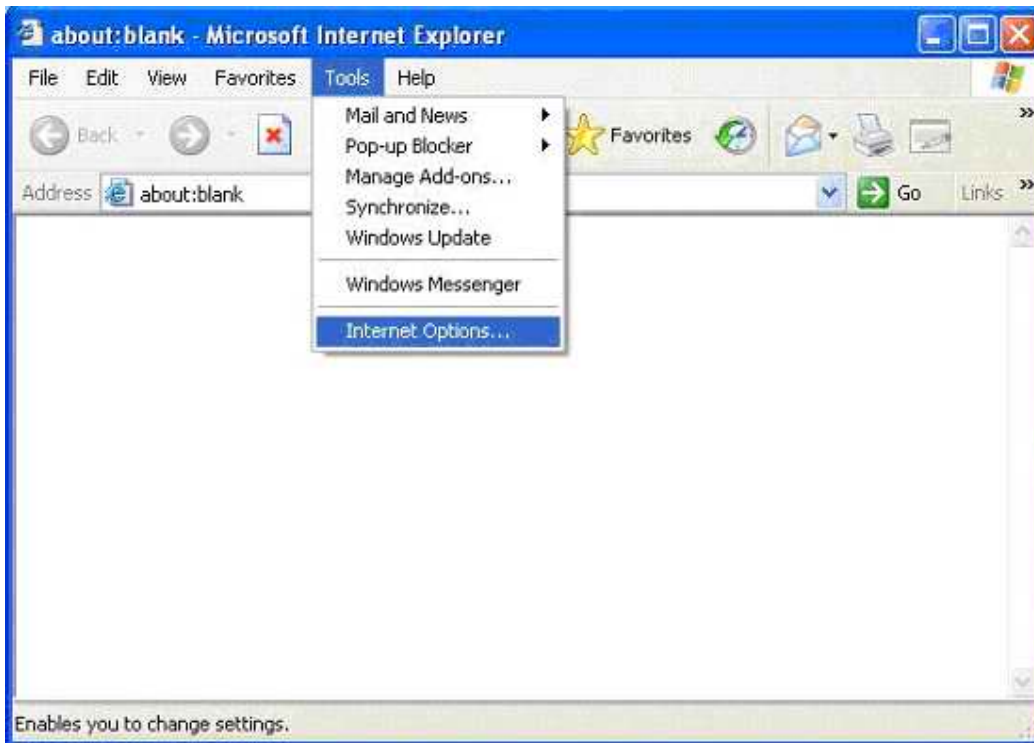 about:blank - Microsoft Internet Explorer
File Edit View Favorites Tools Help
Back Favorites »
Address about:blank Go Links »
Mail and News
Pop-up Blocker
Manage Add-ons...
Synchronize...
Windows Update
Windows Messenger
Internet Options...
Enables you to change settings.